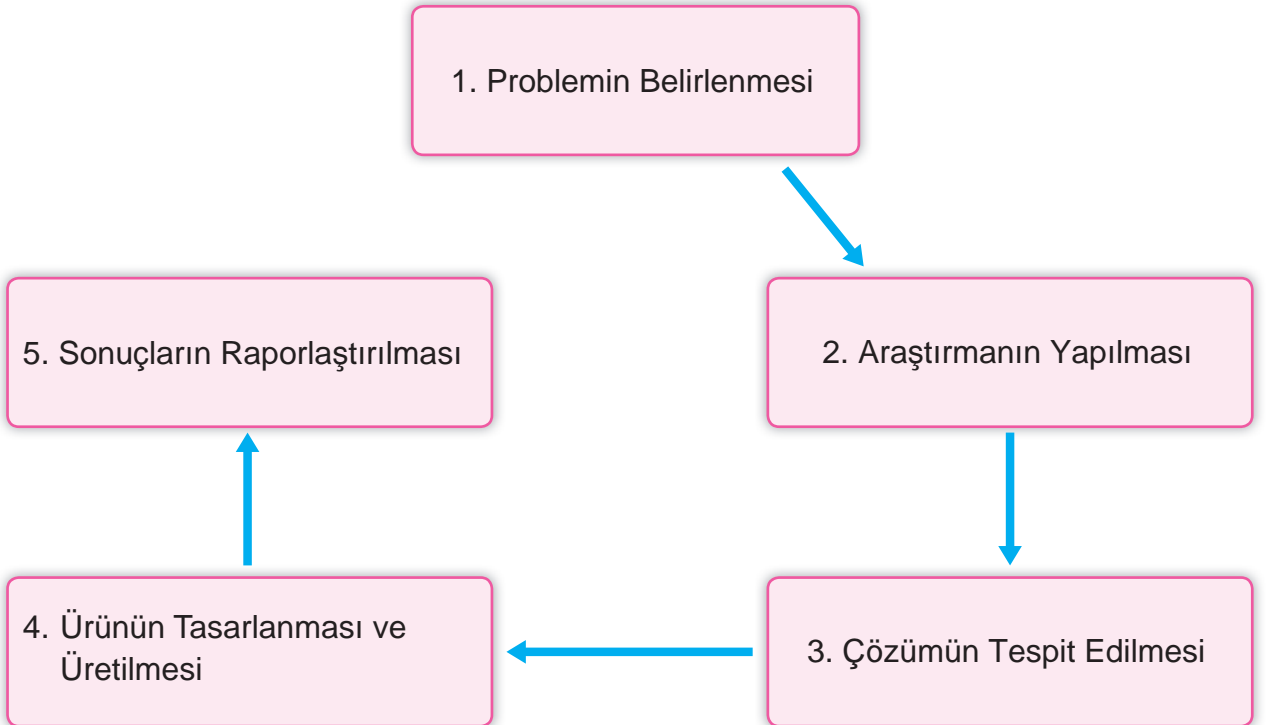 1. Problemin Belirlenmesi
2. Araştırmanın Yapılması
3. Çözümün Tespit Edilmesi
4. Ürünün Tasarlanması ve
Üretilmesi
5. Sonuçların Raporlaştırılması